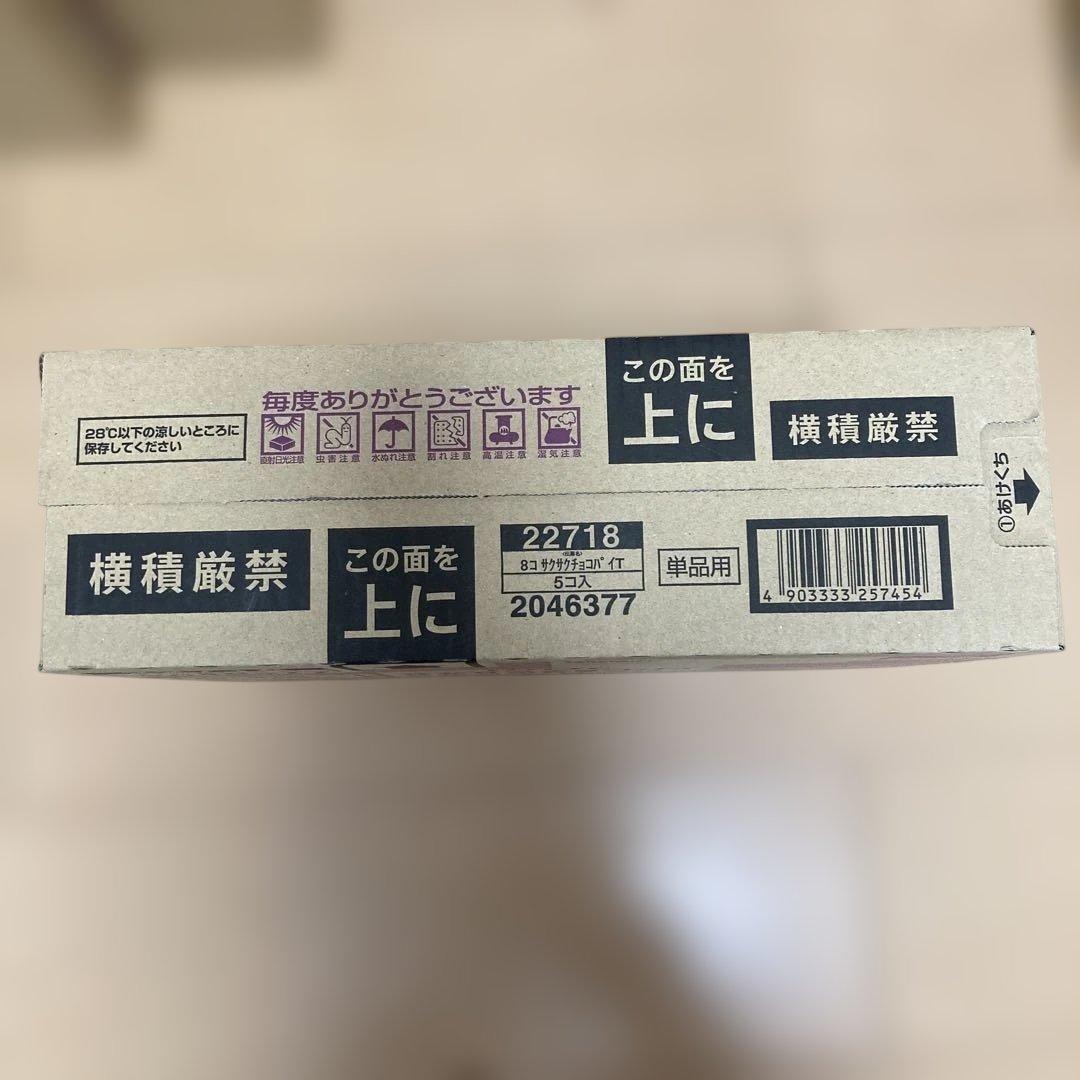 28℃以下の涼しいところに
保存してください
毎度ありがとうございます
直射日光注意
虫害注意
水ぬれ注意
割れ注意
高温注意
湿気注意
この面を
上に
横積厳禁
①あけくち
横積厳禁
この面を
上に
22718
(伝票名)
8コ サクサクチョコパイT
5コ入
2046377
単品用
4 903333 257454